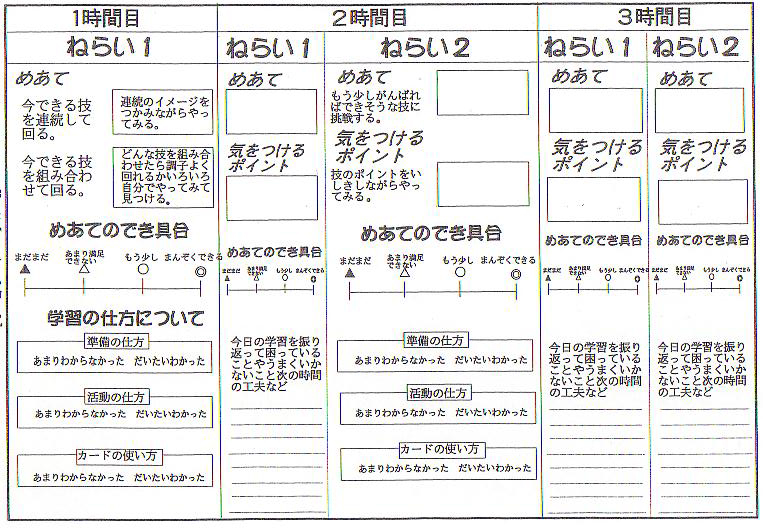 1時間目
2時間目
3時間目
ねらい1
めあて
今できる技
を連続して
回る。
連続のイメージを
つかみながらやっ
てみる。
今できる技
を組み合わ
せて回る。
どんな技を組み合
わせたら調子よく
回れるかいろいろ
自分でやってみて
見つける。
めあてのでき具合
まだまだ
あまり満足
できない
もう少し
まんぞくできる
学習の仕方について
準備の仕方
あまりわからなかった だいたいわかった
活動の仕方
あまりわからなかった だいたいわかった
カードの使い方
あまりわからなかった だいたいわかった
ねらい1
めあて
気をつける
ポイント
めあてのでき具合
まだまだ
あまり満足
できない
もう少し
まんぞくできる
今日の学習を振り
返って困っている
ことやうまくいか
ないこと次の時間
の工夫など
ねらい2
めあて
もう少しがんばれ
ばできそうな技に
挑戦する。
気をつける
ポイント
技のポイントをい
しきしながらやっ
てみる。
めあてのでき具合
まだまだ
あまり満足
できない
もう少し
まんぞくできる
準備の仕方
あまりわからなかった だいたいわかった
活動の仕方
あまりわからなかった だいたいわかった
カードの使い方
あまりわからなかった だいたいわかった
ねらい1
めあて
気をつける
ポイント
めあてのでき具合
まだまだ
あまり満足
できない
もう少し
まんぞくできる
今日の学習を振り
返って困っている
ことやうまくいか
ないこと次の時間
の工夫など
ねらい2
めあて
気をつける
ポイント
めあてのでき具合
まだまだ
あまり満足
できない
もう少し
まんぞくできる
今日の学習を振り
返って困っている
ことやうまくいか
ないこと次の時間
の工夫など